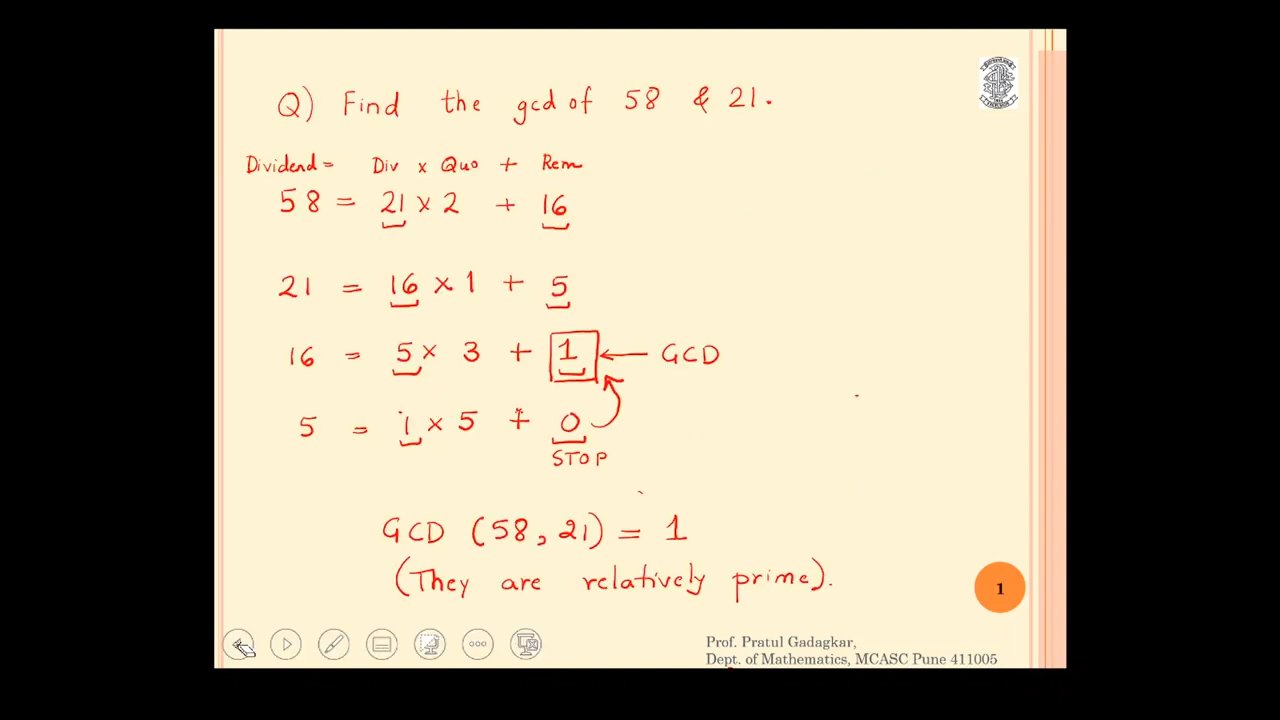 Q) Find the gcd of 58 & 21.
Dividend = Div x Quo + Rem
58 = 21 x 2 + 16
21 = 16 x 1 + 5
16 = 5 x 3 + 1 ← GCD
5 = 1 x 5 + 0
STOP
GCD (58, 21) = 1
(They are relatively prime).
1
Prof. Pratul Gadagkar,
Dept. of Mathematics, MCASC Pune 411005